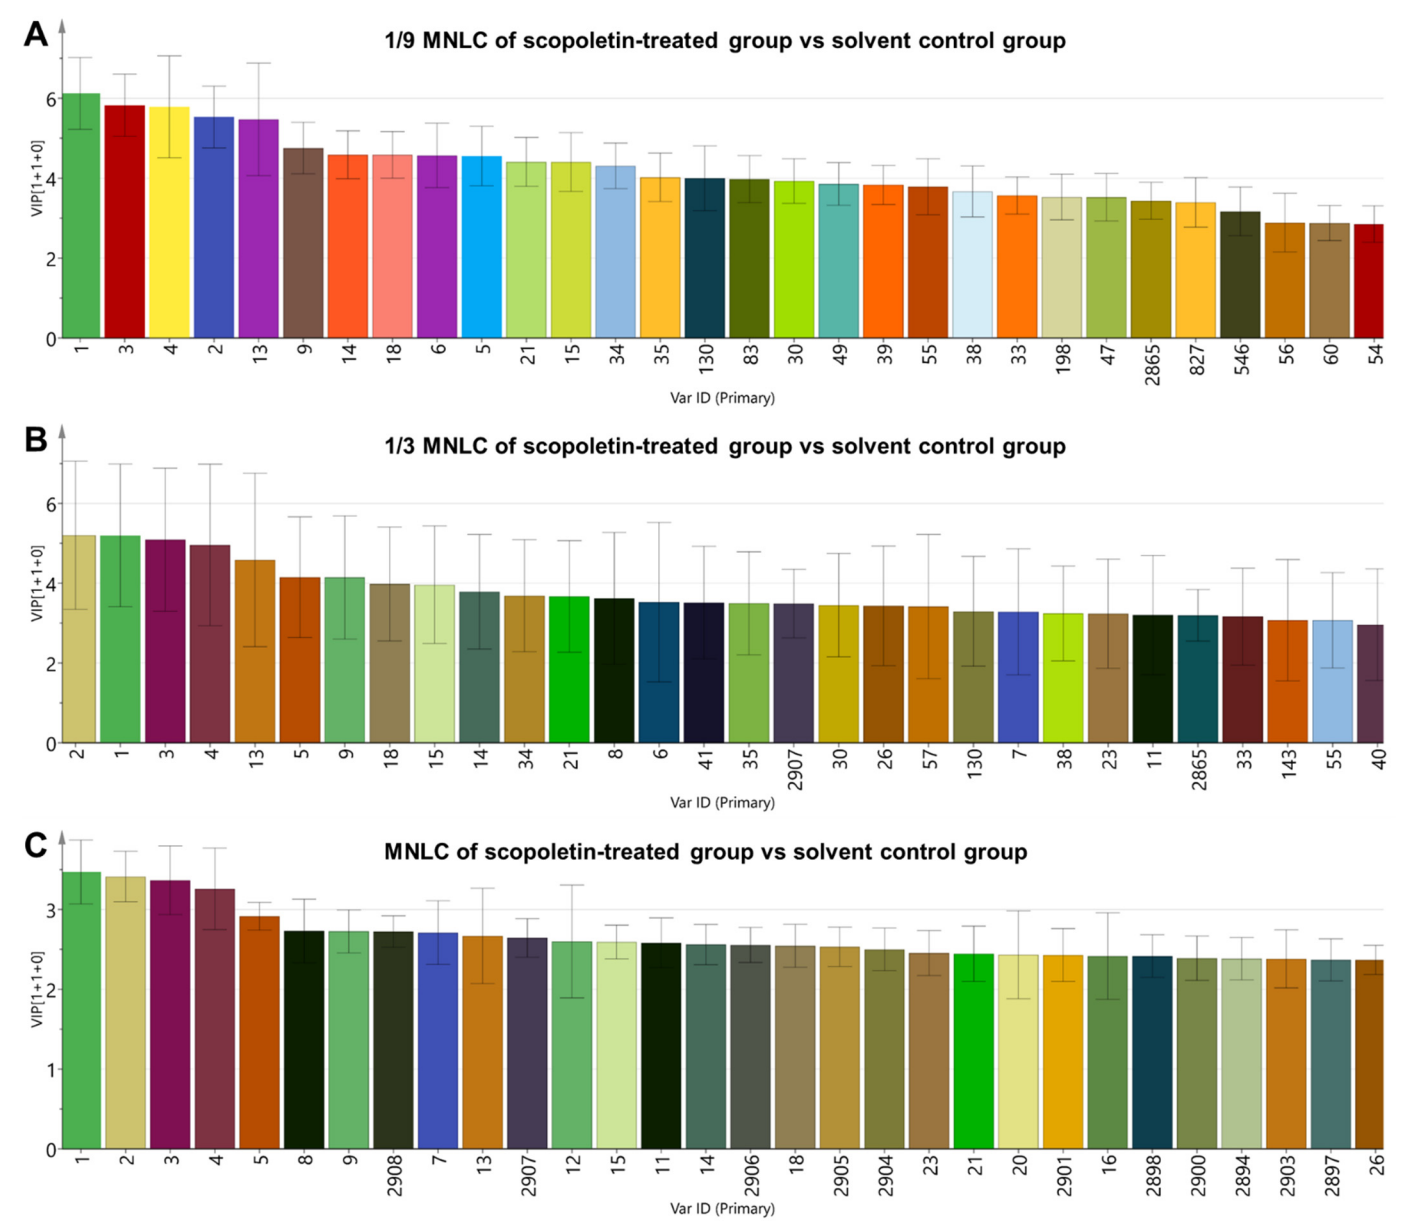 A
1/9 MNLC of scopoletin-treated group vs solvent control group
VIP[1+1+0]
6
4
2
0
1 3 4 2 13 9 14 18 6 5 21 15 34 35 130 83 30 49 39 55 38 33 198 47 2865 827 546 56 60 54
Var ID (Primary)
B
1/3 MNLC of scopoletin-treated group vs solvent control group
VIP[1+1+0]
6
4
2
0
2 1 3 4 13 5 9 18 15 14 34 21 8 6 41 35 2907 30 26 57 130 7 38 23 11 2865 33 143 55 40
Var ID (Primary)
C
MNLC of scopoletin-treated group vs solvent control group
VIP[1+1+0]
3
2
1
0
1 2 3 4 5 8 9 2908 7 13 2907 12 15 11 14 2906 18 2905 2904 23 21 20 2901 16 2898 2900 2894 2903 2897 26
Var ID (Primary)